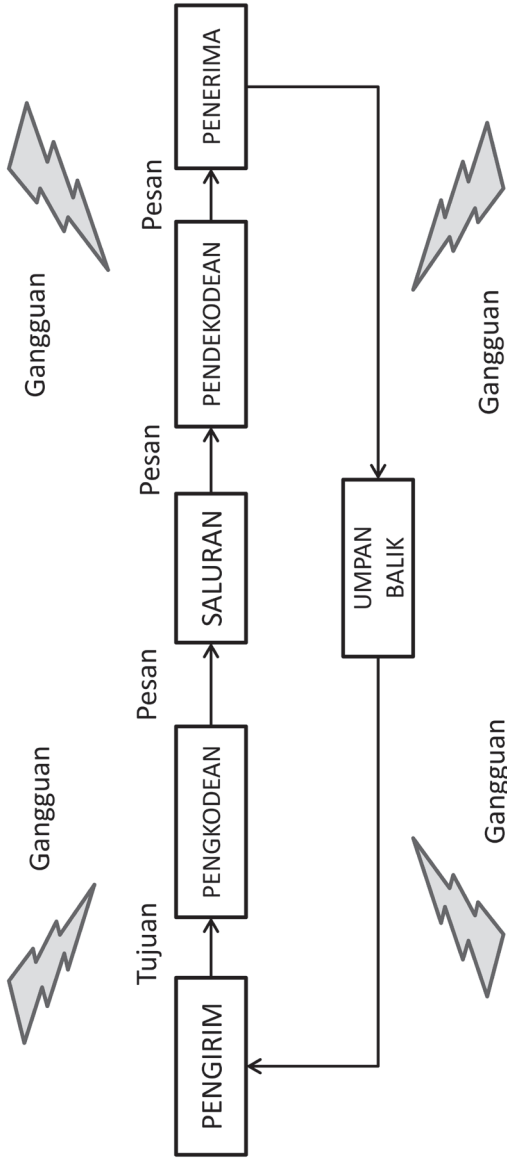 Gangguan
Gangguan
Tujuan
Pesan
Pesan
Pesan
PENGIRIM
PENGKODEAN
SALURAN
PENDEKODEAN
PENERIMA
UMPAN
BALIK
Gangguan
Gangguan